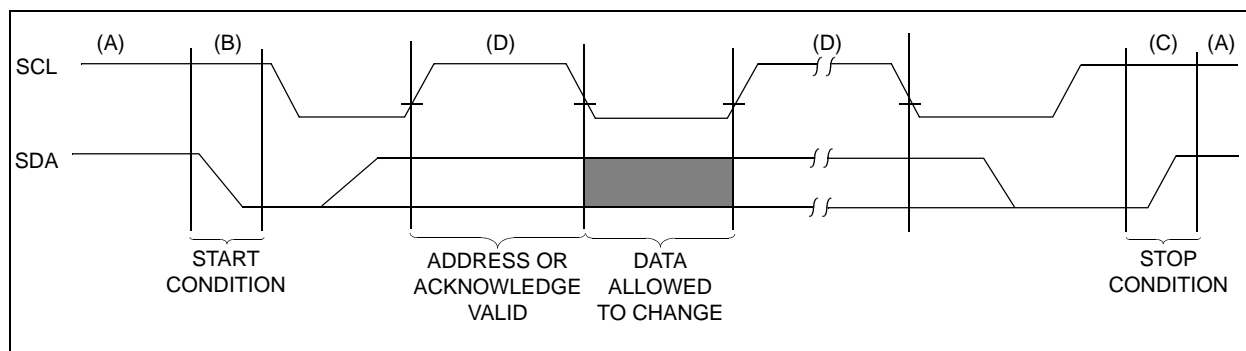 (A) (B) (D) (D) (C) (A)
SCL
SDA
START
CONDITION
ADDRESS OR
ACKNOWLEDGE
VALID
DATA
ALLOWED
TO CHANGE
STOP
CONDITION